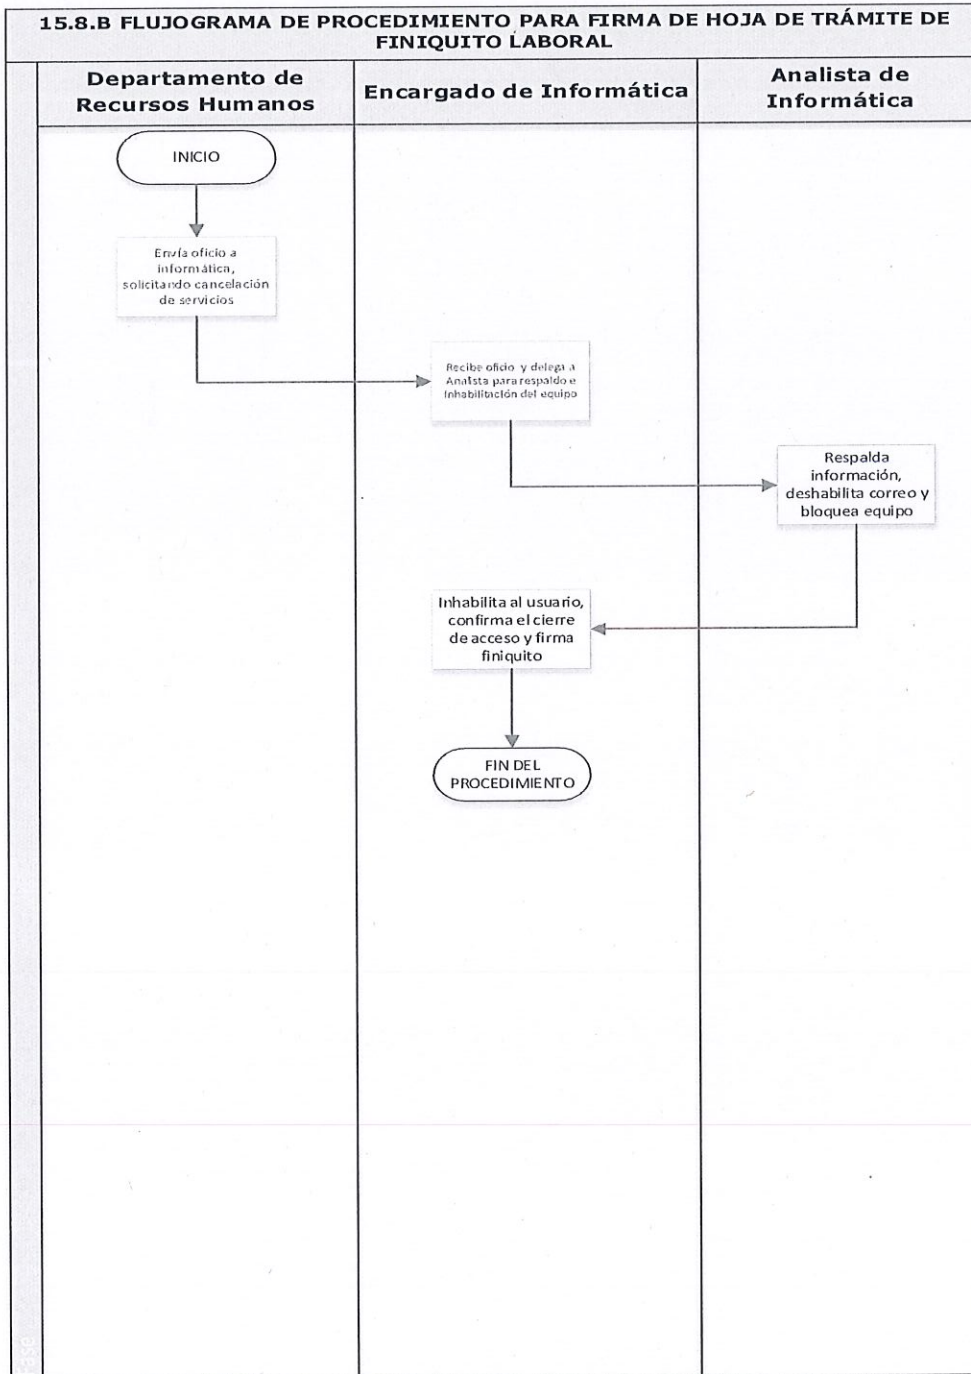 15.8.B FLUJOGRAMA DE PROCEDIMIENTO PARA FIRMA DE HOJA DE TRÁMITE DE
FINIQUITO LABORAL
Departamento de
Recursos Humanos
Encargado de Informática
Analista de
Informática
INICIO
Envía oficio a
informática,
solicitando cancelación
de servicios
Recibe oficio y delega a
Analista para respaldo e
Inhabilitación del equipo
Respalda
información,
deshabilita correo y
bloquea equipo
Inhabilita al usuario,
confirma el cierre
de acceso y firma
finiquito
FIN DEL
PROCEDIMIENTO
Fase